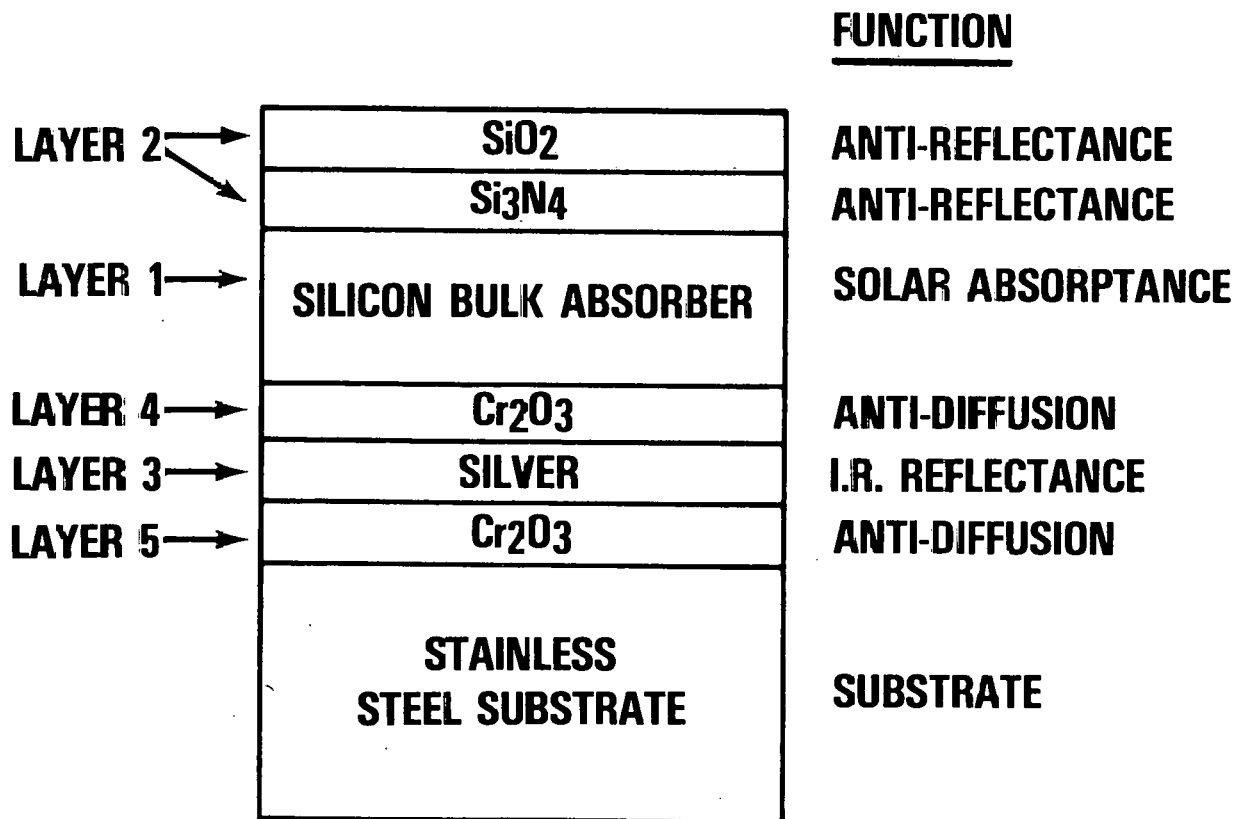 FUNCTION
LAYER 2 SiO2 ANTI-REFLECTANCE
Si3N4 ANTI-REFLECTANCE
LAYER 1 SILICON BULK ABSORBER SOLAR ABSORPTANCE
LAYER 4 Cr2O3 ANTI-DIFFUSION
LAYER 3 SILVER I.R. REFLECTANCE
LAYER 5 Cr2O3 ANTI-DIFFUSION
STAINLESS
STEEL SUBSTRATE SUBSTRATE